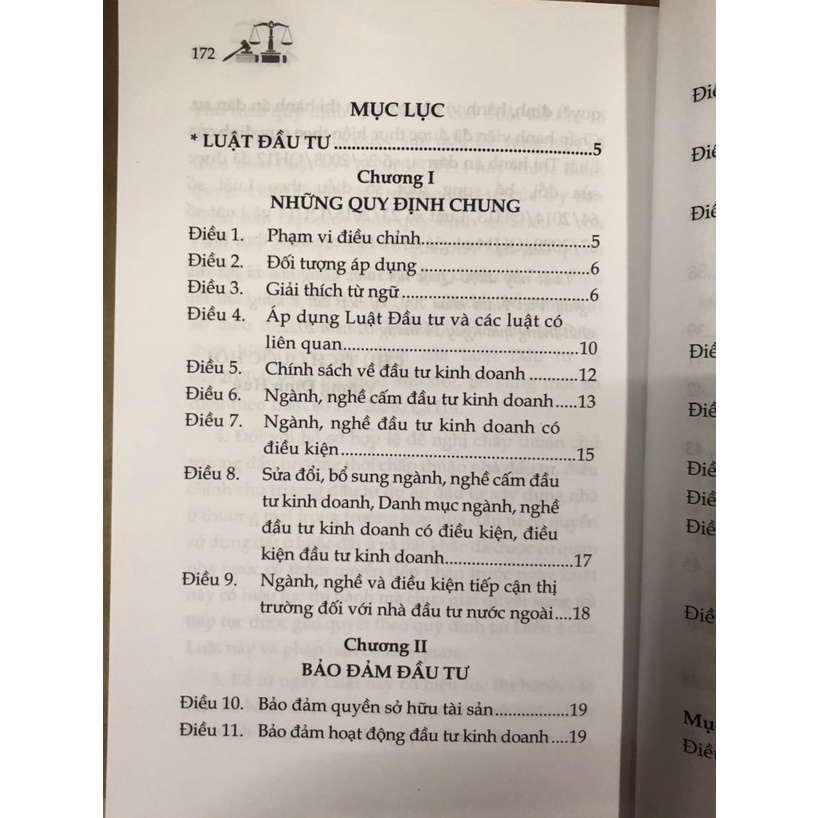 172
MỤC LỤC
* LUẬT ĐẦU TƯ..........................................5
Chương I
NHỮNG QUY ĐỊNH CHUNG
Điều 1. Phạm vi điều chỉnh...........................5
Điều 2. Đối tượng áp dụng ...........................6
Điều 3. Giải thích từ ngữ..............................6
Điều 4. Áp dụng Luật Đầu tư và các luật có
liên quan......................................10
Điều 5. Chính sách về đầu tư kinh doanh .........12
Điều 6. Ngành, nghề cấm đầu tư kinh doanh.....13
Điều 7. Ngành, nghề đầu tư kinh doanh có
điều kiện......................................15
Điều 8. Sửa đổi, bổ sung ngành, nghề cấm đầu
tư kinh doanh, Danh mục ngành, nghề
đầu tư kinh doanh có điều kiện, điều
kiện đầu tư kinh doanh.....................17
Điều 9. Ngành, nghề và điều kiện tiếp cận thị
trường đối với nhà đầu tư nước ngoài....18
Chương II
BẢO ĐẢM ĐẦU TƯ
Điều 10. Bảo đảm quyền sở hữu tài sản...............19
Điều 11. Bảo đảm hoạt động đầu tư kinh doanh....19